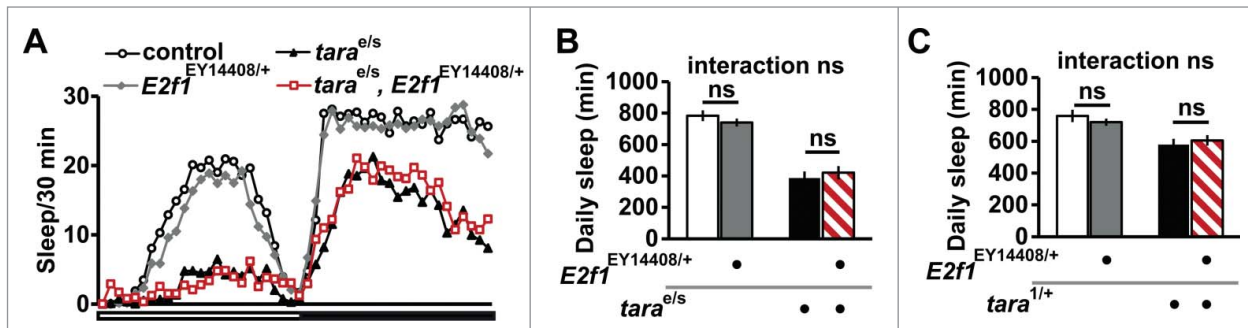 A
control
tara^e/s
E2f1^EY14408/+
tara^e/s, E2f1^EY14408/+
Sleep/30 min
30
20
10
0
B
interaction ns
Daily sleep (min)
1000
800
600
400
200
0
ns
ns
E2f1^EY14408/+
tara^e/s
C
interaction ns
Daily sleep (min)
1000
800
600
400
200
0
ns
ns
E2f1^EY14408/+
tara^1/+